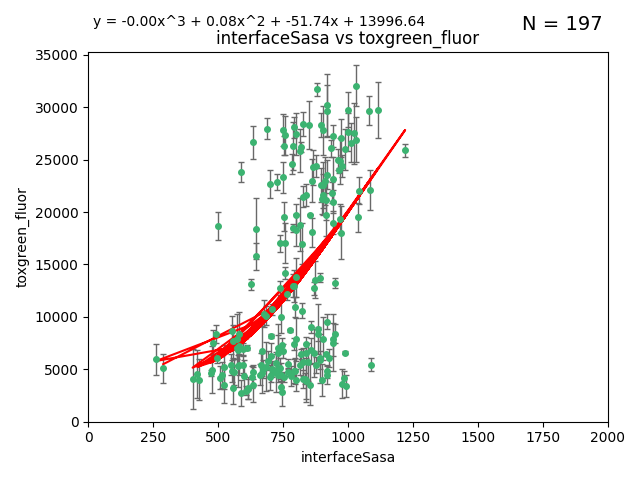 y = -0.00x^3 + 0.08x^2 + -51.74x + 13996.64
N = 197
interfaceSasa vs toxgreen_fluor
35000
30000
25000
20000
15000
10000
5000
0
toxgreen_fluor
0 250 500 750 1000 1250 1500 1750 2000
interfaceSasa